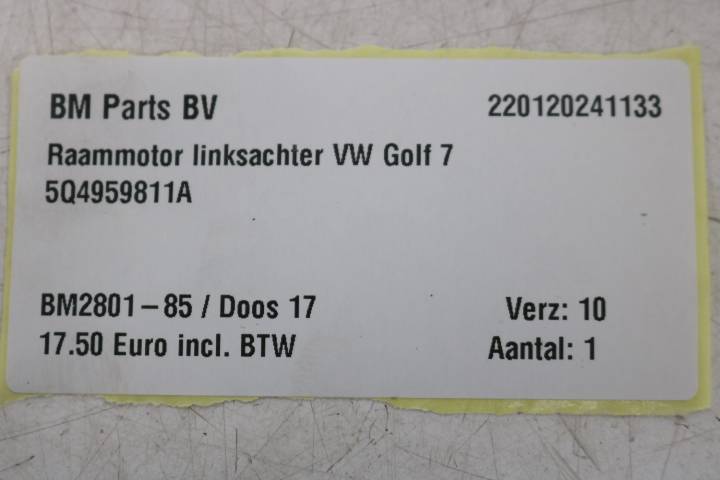 BM Parts BV 220120241133
Raammotor linksachter VW Golf 7
5Q4959811A
BM2801-85 / Doos 17 Verz: 10
17.50 Euro incl. BTW Aantal: 1